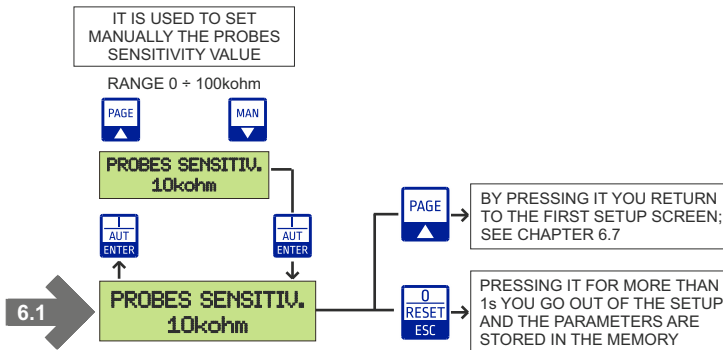 IT IS USED TO SET
MANUALLY THE PROBES
SENSITIVITY VALUE
RANGE 0 ÷ 100kohm
PAGE
MAN
PROBES SENSITIV.
10kohm
I
AUT
ENTER
I
AUT
ENTER
PAGE
BY PRESSING IT YOU RETURN
TO THE FIRST SETUP SCREEN;
SEE CHAPTER 6.7
6.1
PROBES SENSITIV.
10kohm
0
RESET
ESC
PRESSING IT FOR MORE THAN
1s YOU GO OUT OF THE SETUP
AND THE PARAMETERS ARE
STORED IN THE MEMORY